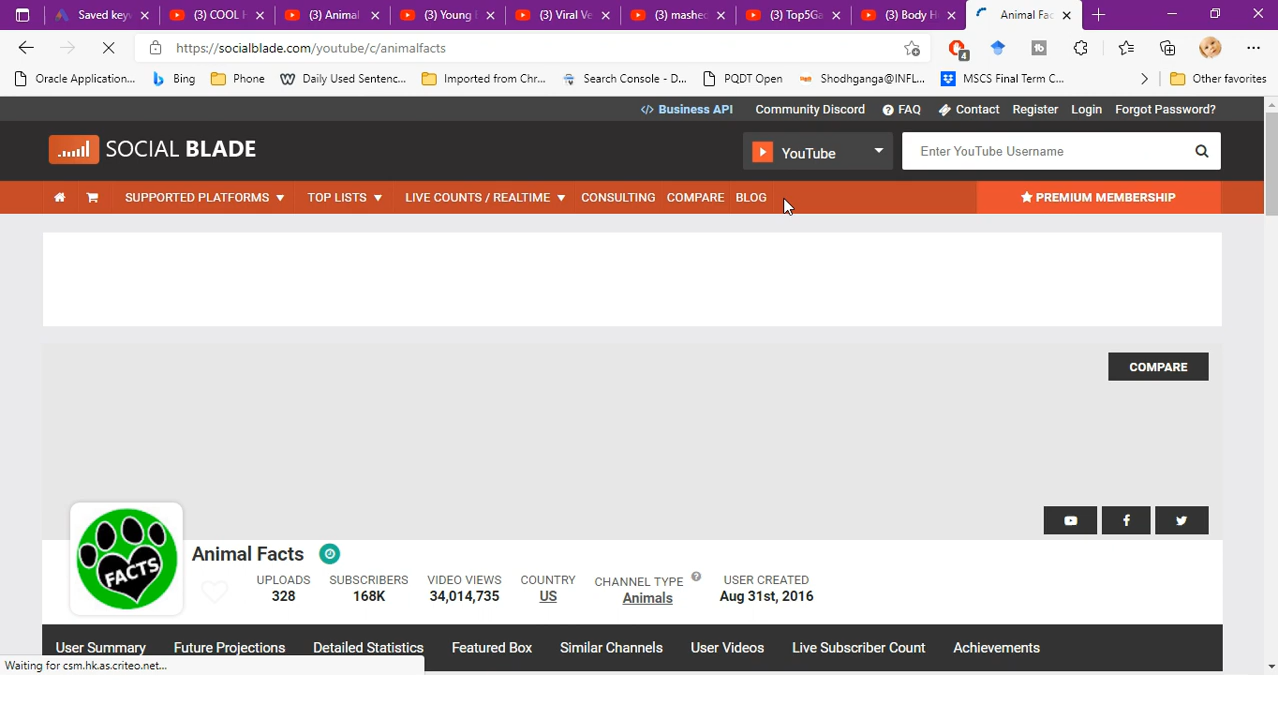 Saved key
(3) COOL H
(3) Animal
(3) Young
(3) Viral Ve
(3) mashed
(3) Top5Ga
(3) Body H
Animal Fac
https://socialblade.com/youtube/c/animalfacts
4
Oracle Application...
Bing
Phone
Daily Used Sentenc...
Imported from Chr...
Search Console - D...
PQDT Open
Shodhganga@INFL...
MSCS Final Term C...
Other favorites
</> Business API
Community Discord
FAQ
Contact
Register
Login
Forgot Password?
SOCIAL BLADE
YouTube
Enter YouTube Username
SUPPORTED PLATFORMS
TOP LISTS
LIVE COUNTS / REALTIME
CONSULTING
COMPARE
BLOG
PREMIUM MEMBERSHIP
COMPARE
FACTS
Animal Facts
UPLOADS
328
SUBSCRIBERS
168K
VIDEO VIEWS
34,014,735
COUNTRY
US
CHANNEL TYPE
Animals
USER CREATED
Aug 31st, 2016
User Summary
Future Projections
Detailed Statistics
Featured Box
Similar Channels
User Videos
Live Subscriber Count
Achievements
Waiting for csm.hk.as.criteo.net...